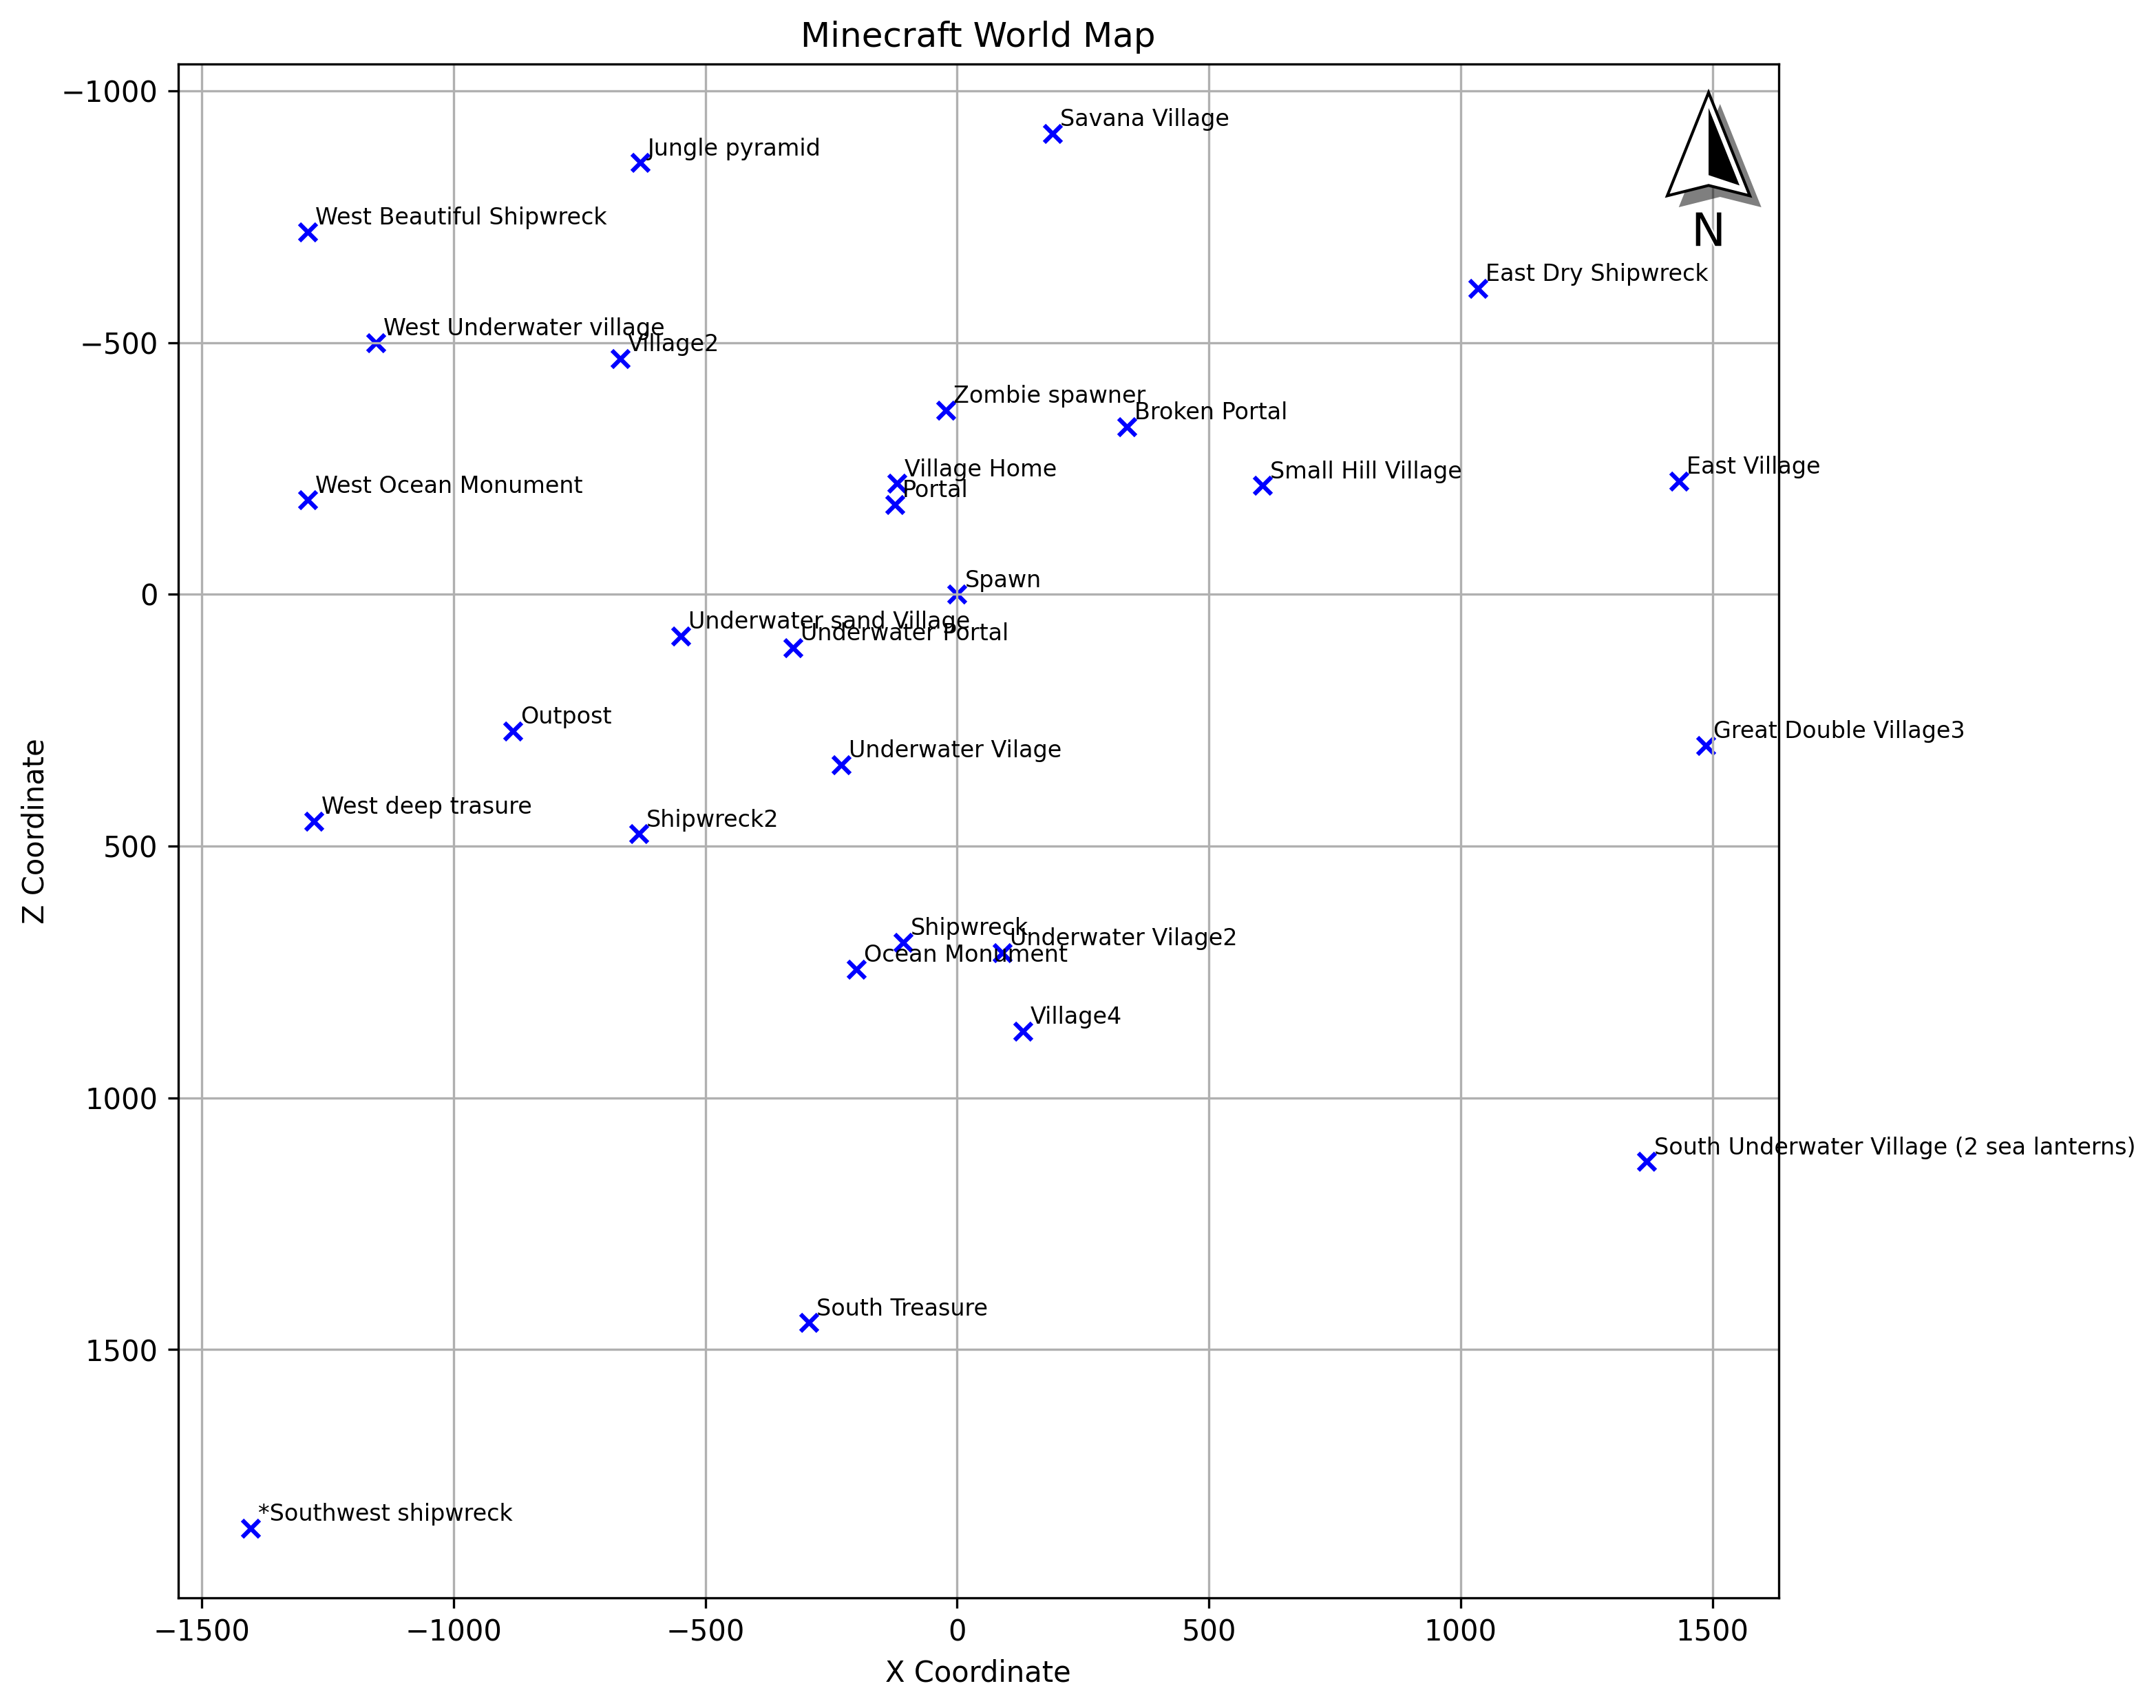 Minecraft World Map
−1000
Savana Village
Jungle pyramid
West Beautiful Shipwreck
N
East Dry Shipwreck
West Underwater village
−500
Village2
Zombie spawner
Broken Portal
Village Home
Small Hill Village
East Village
West Ocean Monument
Portal
0
Spawn
Underwater sand Village
Underwater Portal
Outpost
Great Double Village3
Underwater Vilage
West deep trasure
Shipwreck2
500
Shipwreck
Underwater Vilage2
Ocean Monument
Village4
1000
South Underwater Village (2 sea lanterns)
South Treasure
1500
*Southwest shipwreck
Z Coordinate
−1500 −1000 −500 0 500 1000 1500
X Coordinate